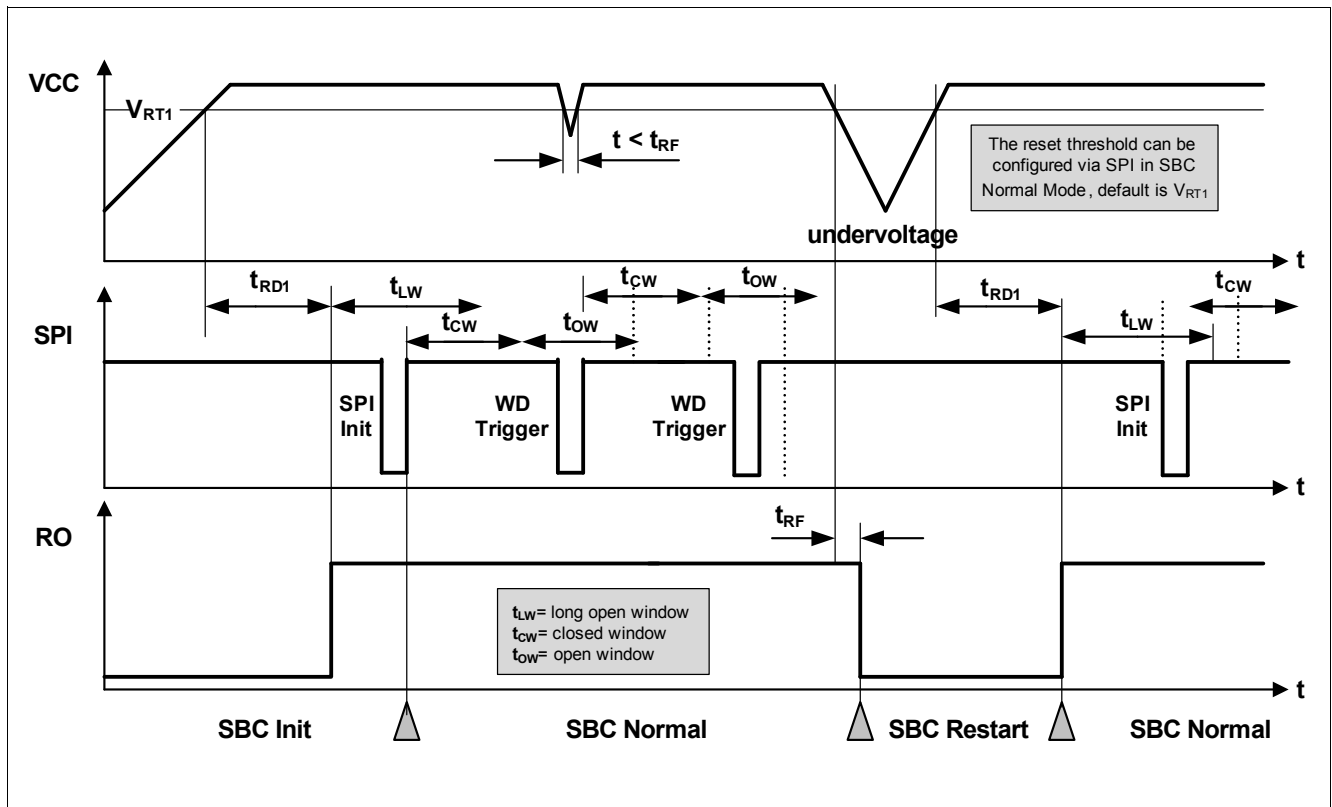 VCC
VRT1
t < tRF
The reset threshold can be
configured via SPI in SBC
Normal Mode, default is VRT1
undervoltage
t
tRD1
tLW
tCW
tOW
tCW
tOW
tRD1
tLW
tCW
SPI
SPI
Init
WD
Trigger
WD
Trigger
SPI
Init
t
RO
tRF
tLW= long open window
tCW= closed window
tOW= open window
t
SBC Init
SBC Normal
SBC Restart
SBC Normal